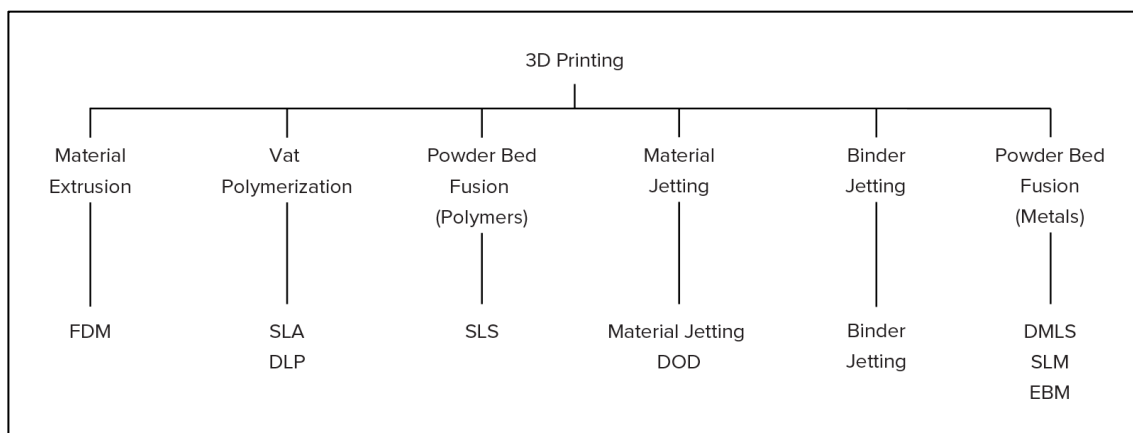 3D Printing
Material
Extrusion
Vat
Polymerization
Powder Bed
Fusion
(Polymers)
Material
Jetting
Binder
Jetting
Powder Bed
Fusion
(Metals)
FDM
SLA
DLP
SLS
Material Jetting
DOD
Binder
Jetting
DMLS
SLM
EBM